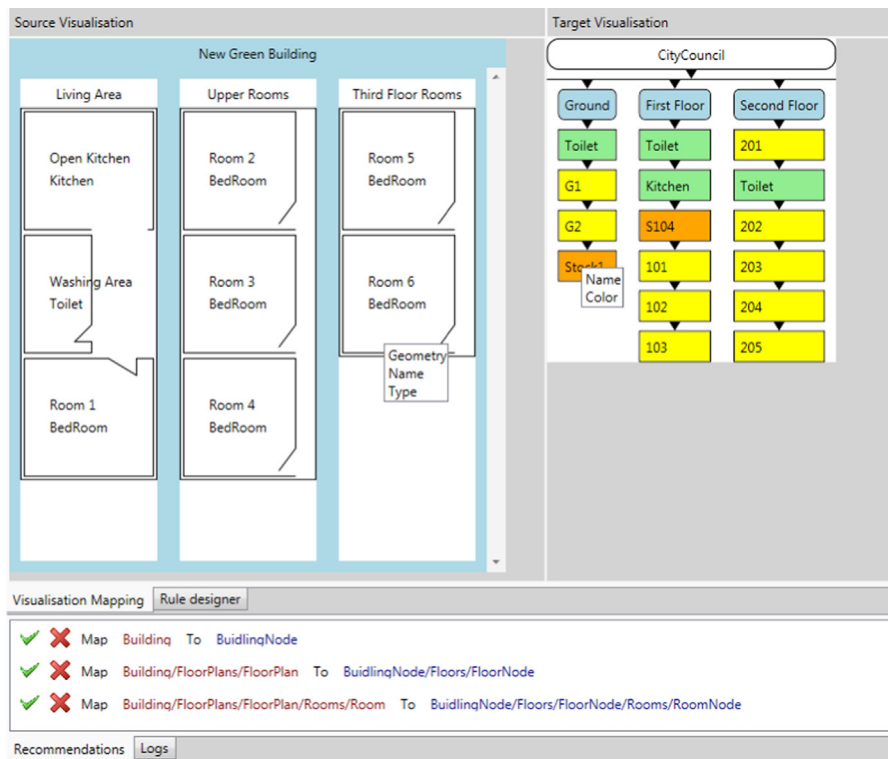 Source Visualisation
New Green Building
Living Area
Open Kitchen
Kitchen
Washing Area
Toilet
Room 1
BedRoom
Upper Rooms
Room 2
BedRoom
Room 3
BedRoom
Room 4
BedRoom
Third Floor Rooms
Room 5
BedRoom
Room 6
BedRoom
Geometry
Name
Type
Target Visualisation
CityCouncil
Ground
Toilet
G1
G2
Stock1
Name
Color
First Floor
Toilet
Kitchen
S104
101
102
103
Second Floor
201
Toilet
202
203
204
205
Visualisation Mapping Rule designer
Map Building To BuidlingNode
Map Building/FloorPlans/FloorPlan To BuidlingNode/Floors/FloorNode
Map Building/FloorPlans/FloorPlan/Rooms/Room To BuidlingNode/Floors/FloorNode/Rooms/RoomNode
Recommendations Logs